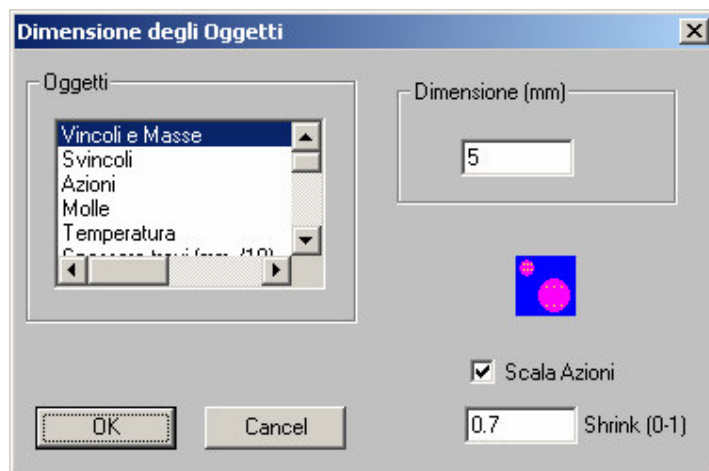 Dimensione degli Oggetti
Oggetti
Vincoli e Masse
Svincoli
Azioni
Molle
Temperatura
Dimensione (mm)
5
Scala Azioni
0.7 Shrink (0-1)
OK
Cancel